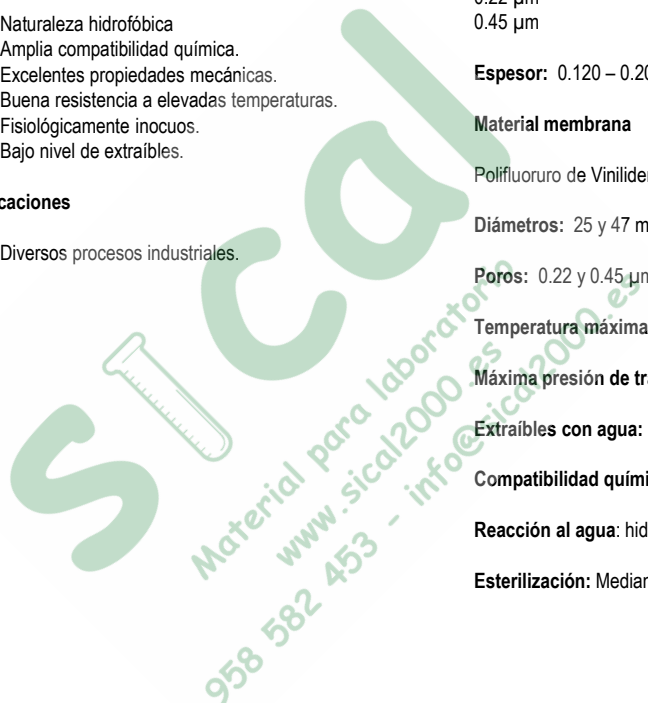 Naturaleza hidrofóbica
Amplia compatibilidad química.
Excelentes propiedades mecánicas.
Buena resistencia a elevadas temperaturas.
Fisiológicamente inocuos.
Bajo nivel de extraíbles.
caciones
Diversos procesos industriales.
0.22 µm
0.45 µm
Espesor: 0.120 – 0.20
Material membrana
Polifluoruro de Vinilider
Diámetros: 25 y 47 m
Poros: 0.22 y 0.45 µm
Temperatura máxima
Máxima presión de tra
Extraíbles con agua:
Compatibilidad quími
Reacción al agua: hid
Esterilización: Median
sical
Material para laboratorio
www.sical2000.es
958 582 453 - info@sical2000.es